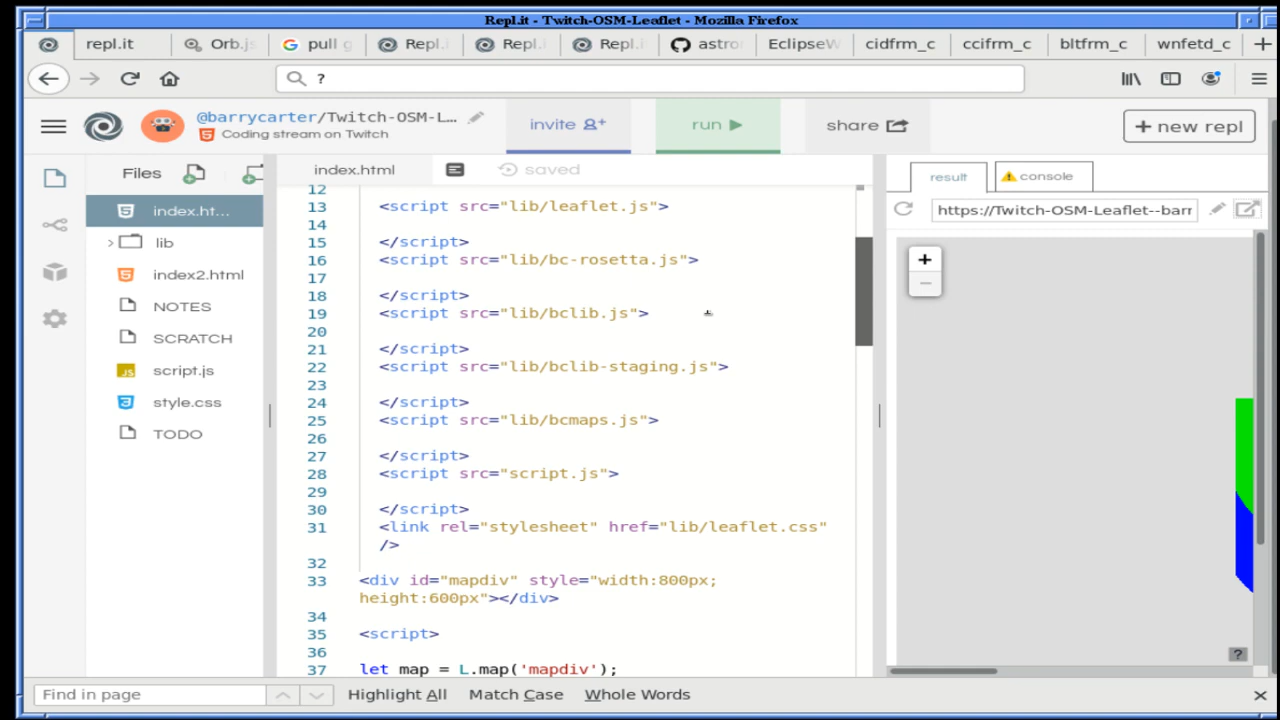 Repl.it - Twitch-OSM-Leaflet - Mozilla Firefox
repl.it
Orb.js
pull g
Repl.
Repl.
Repl.i
astro
EclipseW
cidfrm_c
ccifrm_c
bltfrm_c
wnfetd_c
?
@barrycarter/Twitch-OSM-L...
Coding stream on Twitch
invite
run
share
+ new repl
Files
index.html
saved
result
console
https://Twitch-OSM-Leaflet--barr
index.ht...
lib
index2.html
NOTES
SCRATCH
script.js
style.css
TODO
12
13 <script src="lib/leaflet.js">
14
15 </script>
16 <script src="lib/bc-rosetta.js">
17
18 </script>
19 <script src="lib/bclib.js">
20
21 </script>
22 <script src="lib/bclib-staging.js">
23
24 </script>
25 <script src="lib/bcmaps.js">
26
27 </script>
28 <script src="script.js">
29
30 </script>
31 <link rel="stylesheet" href="lib/leaflet.css"
/>
32
33 <div id="mapdiv" style="width:800px;
height:600px"></div>
34
35 <script>
36
37 let map = L.map('mapdiv');
+
−
?
Find in page
Highlight All
Match Case
Whole Words